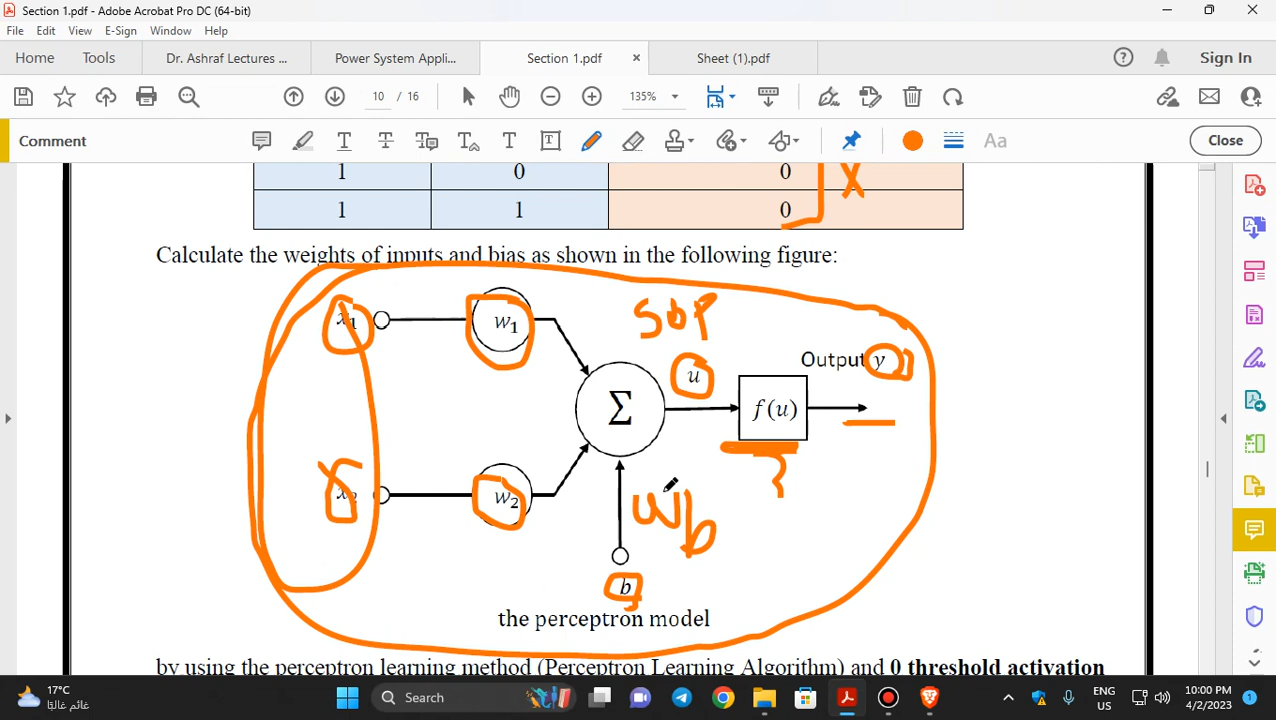 Section 1.pdf - Adobe Acrobat Pro DC (64-bit)
File Edit View E-Sign Window Help
Home Tools Dr. Ashraf Lectures ... Power System Appli... Section 1.pdf × Sheet (1).pdf Sign In
10 / 16 135%
Comment Close
1 0 0 X
1 1 0
Calculate the weights of inputs and bias as shown in the following figure:
SOP
x₁ w₁
Output y
u
Σ f(u)
x₂ w₂ wb
b
the perceptron model
by using the perceptron learning method (Perceptron Learning Algorithm) and 0 threshold activation
17°C
غائم غالبًا
Search
ENG
US
10:00 PM
4/2/2023